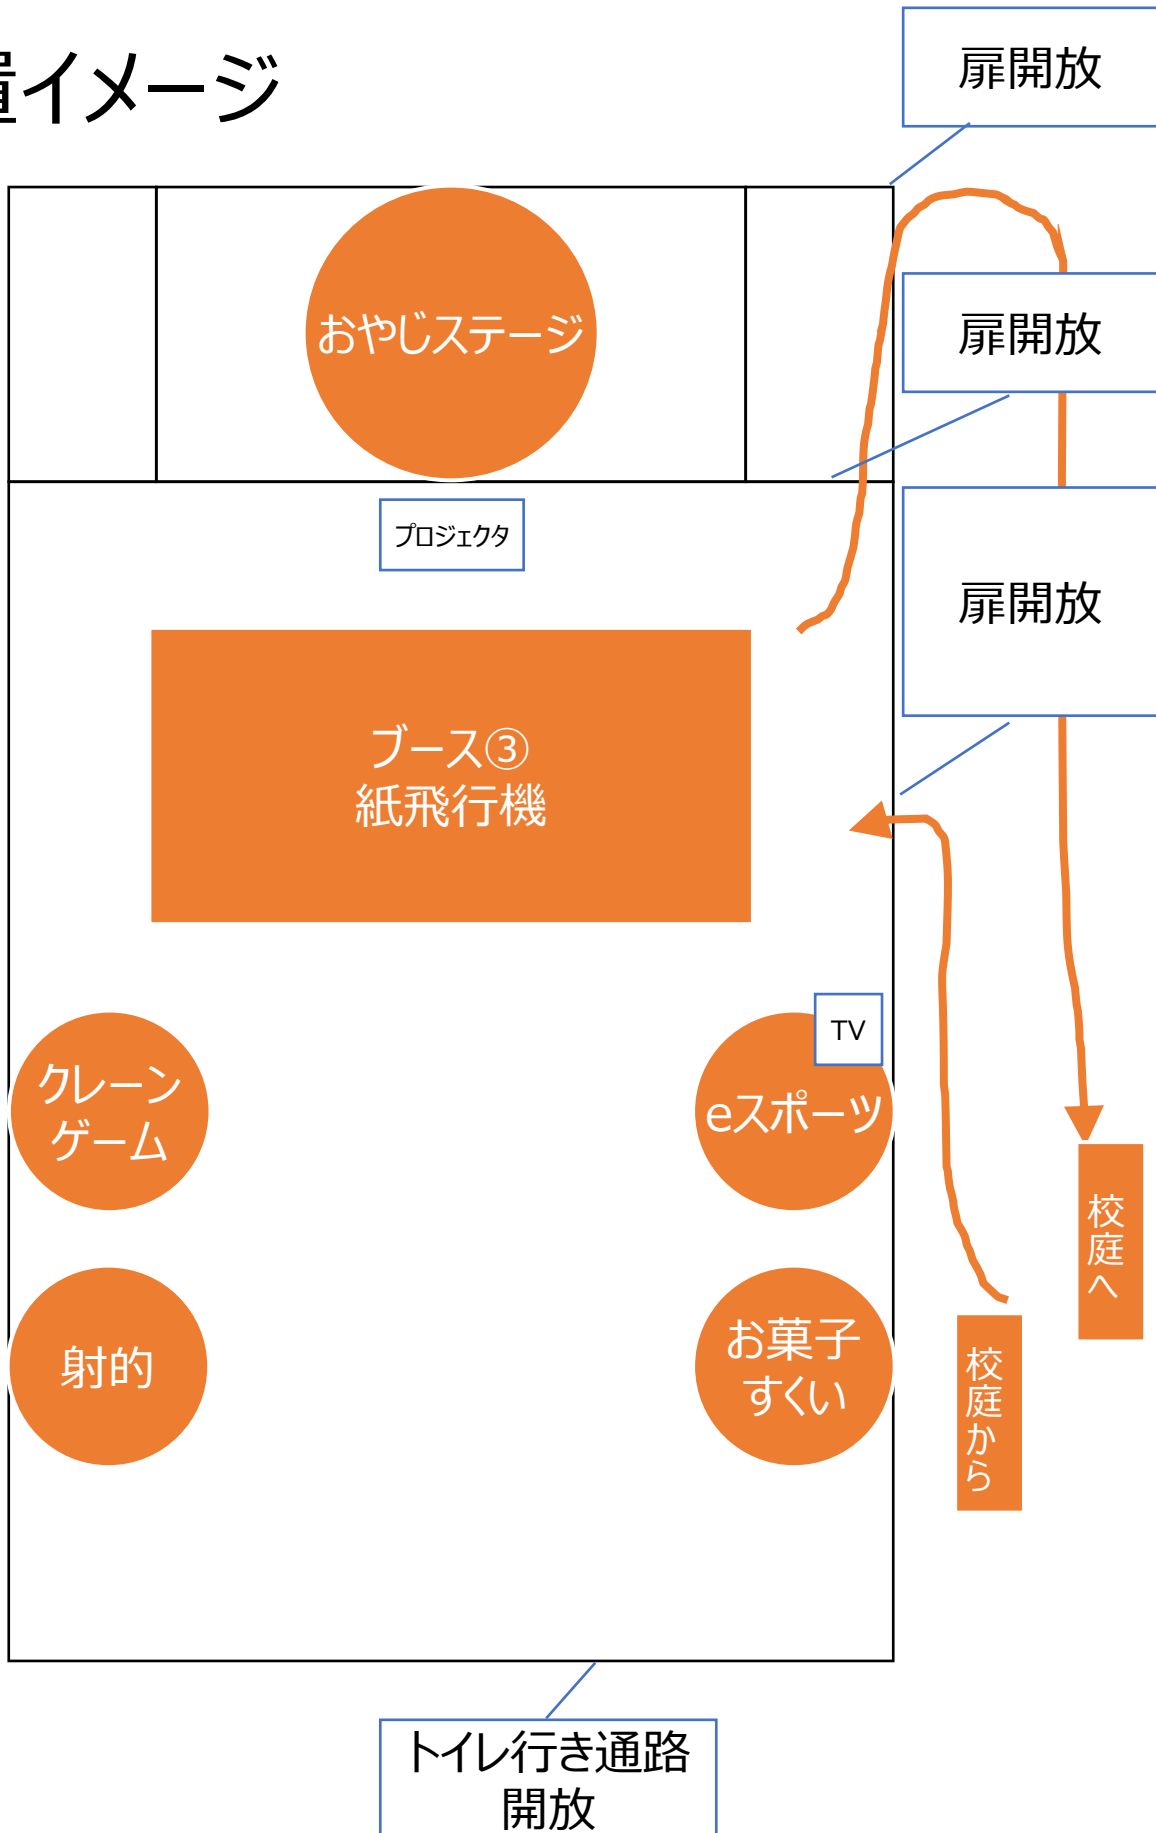 置イメージ
扉開放
おやじステージ
扉開放
プロジェクタ
扉開放
ブース③
紙飛行機
TV
クレーン
ゲーム
eスポーツ
校庭へ
射的
お菓子
すくい
校庭から
トイレ行き通路
開放